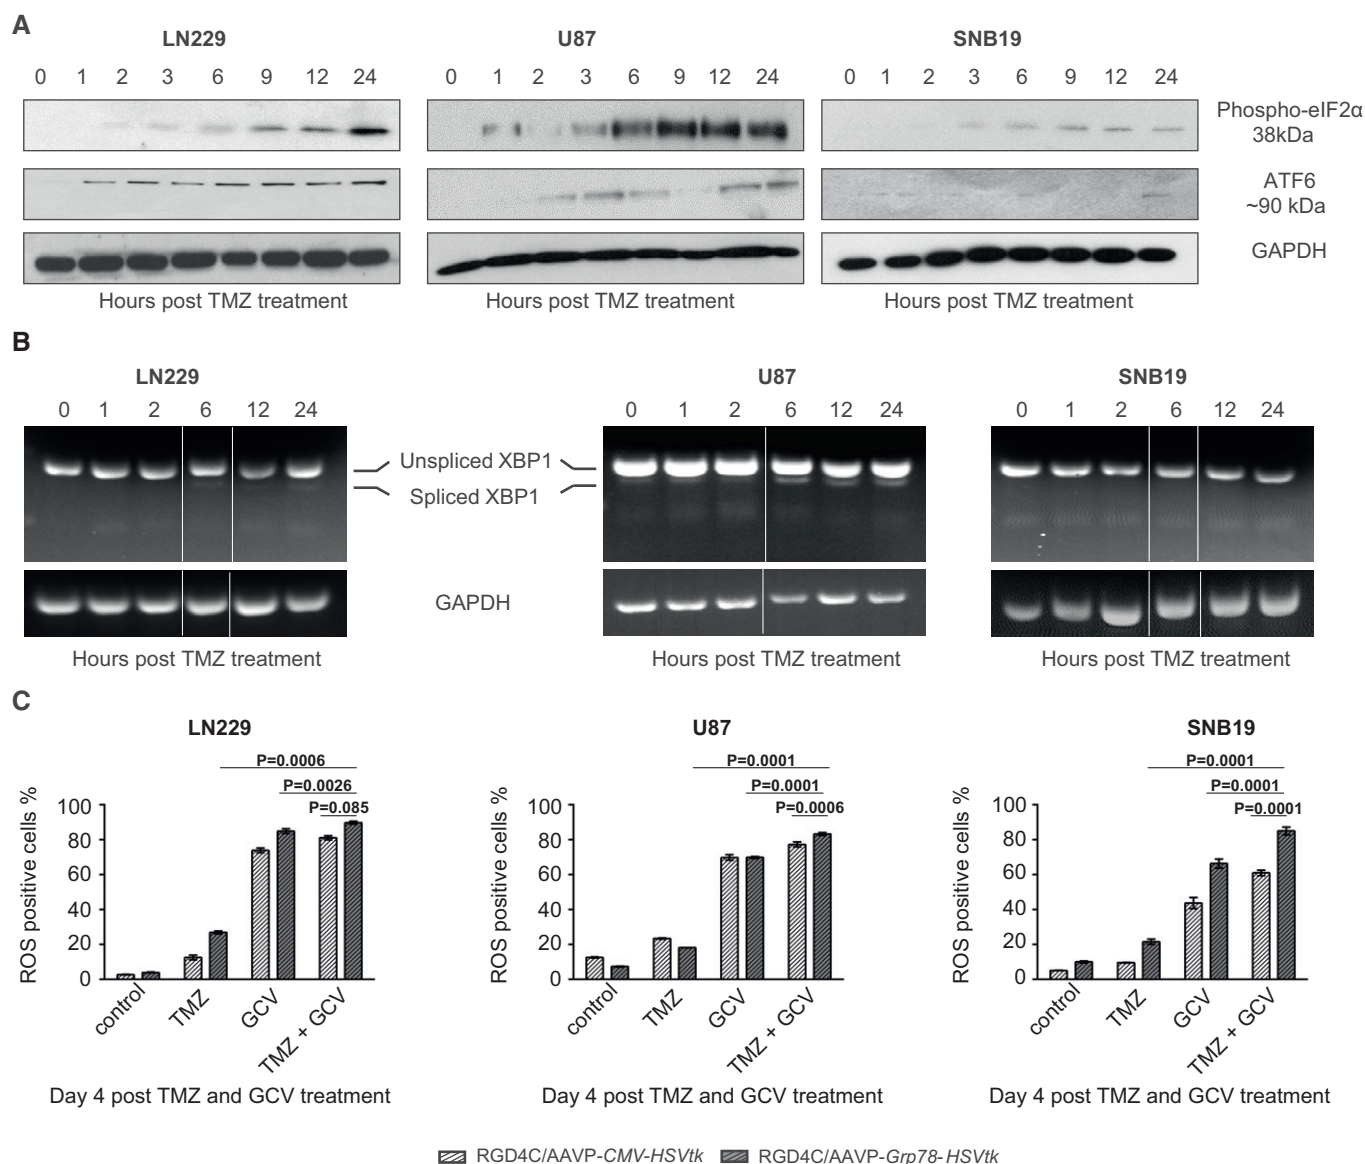 A
LN229
U87
SNB19
0 1 2 3 6 9 12 24
0 1 2 3 6 9 12 24
0 1 2 3 6 9 12 24
Phospho-eIF2α
38kDa
ATF6
~90 kDa
GAPDH
Hours post TMZ treatment
Hours post TMZ treatment
Hours post TMZ treatment
B
LN229
U87
SNB19
0 1 2 6 12 24
0 1 2 6 12 24
0 1 2 6 12 24
Unspliced XBP1
Spliced XBP1
GAPDH
Hours post TMZ treatment
Hours post TMZ treatment
Hours post TMZ treatment
C
LN229
P=0.0006
P=0.0026
P=0.085
ROS positive cells %
100
80
60
40
20
0
control
TMZ
GCV
TMZ + GCV
Day 4 post TMZ and GCV treatment
U87
P=0.0001
P=0.0001
P=0.0006
ROS positive cells %
100
80
60
40
20
0
control
TMZ
GCV
TMZ + GCV
Day 4 post TMZ and GCV treatment
SNB19
P=0.0001
P=0.0001
P=0.0001
ROS positive cells %
100
80
60
40
20
0
control
TMZ
GCV
TMZ + GCV
Day 4 post TMZ and GCV treatment
RGD4C/AAVP-CMV-HSVtk
RGD4C/AAVP-Grp78-HSVtk